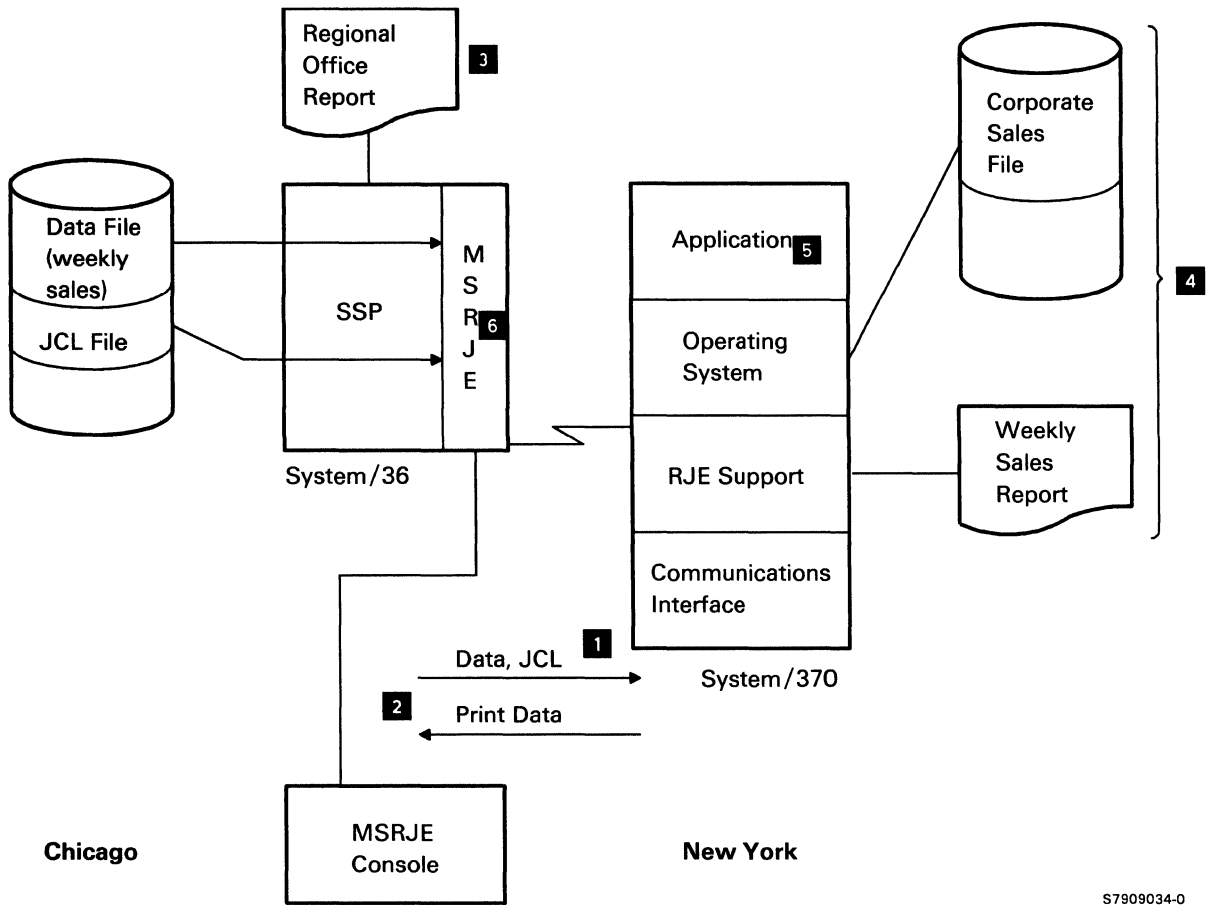 Regional
Office
Report
3
Corporate
Sales
File
4
Data File
(weekly
sales)
JCL File
SSP
M
S
R
J
E
6
System/36
Application
5
Operating
System
RJE Support
Communications
Interface
System/370
Weekly
Sales
Report
1
Data, JCL
2
Print Data
MSRJE
Console
Chicago
New York
S7909034-0